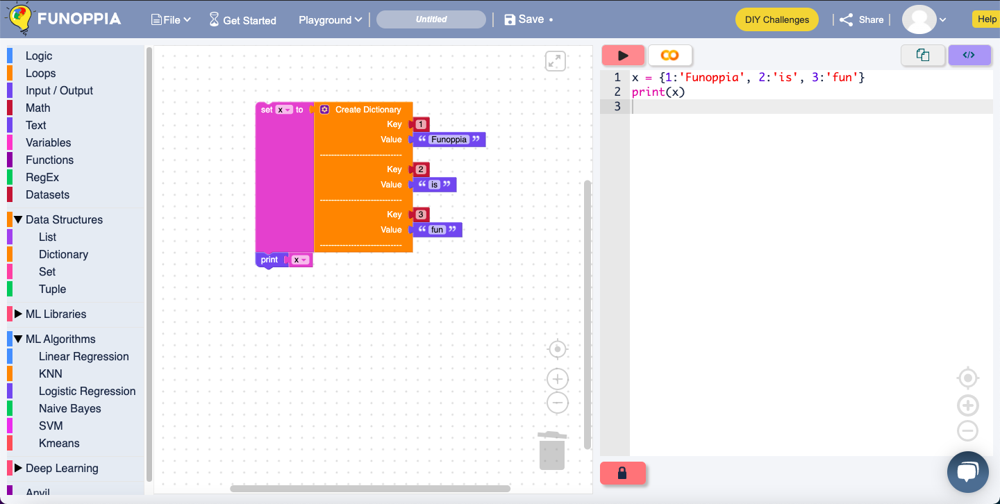 FUNOPPIA
File
Get Started
Playground
Untitled
Save
DIY Challenges
Share
Help
Logic
Loops
Input / Output
Math
Text
Variables
Functions
RegEx
Datasets
Data Structures
List
Dictionary
Set
Tuple
ML Libraries
ML Algorithms
Linear Regression
KNN
Logistic Regression
Naive Bayes
SVM
Kmeans
Deep Learning
Anvil
set x to Create Dictionary
Key 1
Value “ Funoppia ”
Key 2
Value “ is ”
Key 3
Value “ fun ”
print x
</>
1 x = {1:'Funoppia', 2:'is', 3:'fun'}
2 print(x)
3